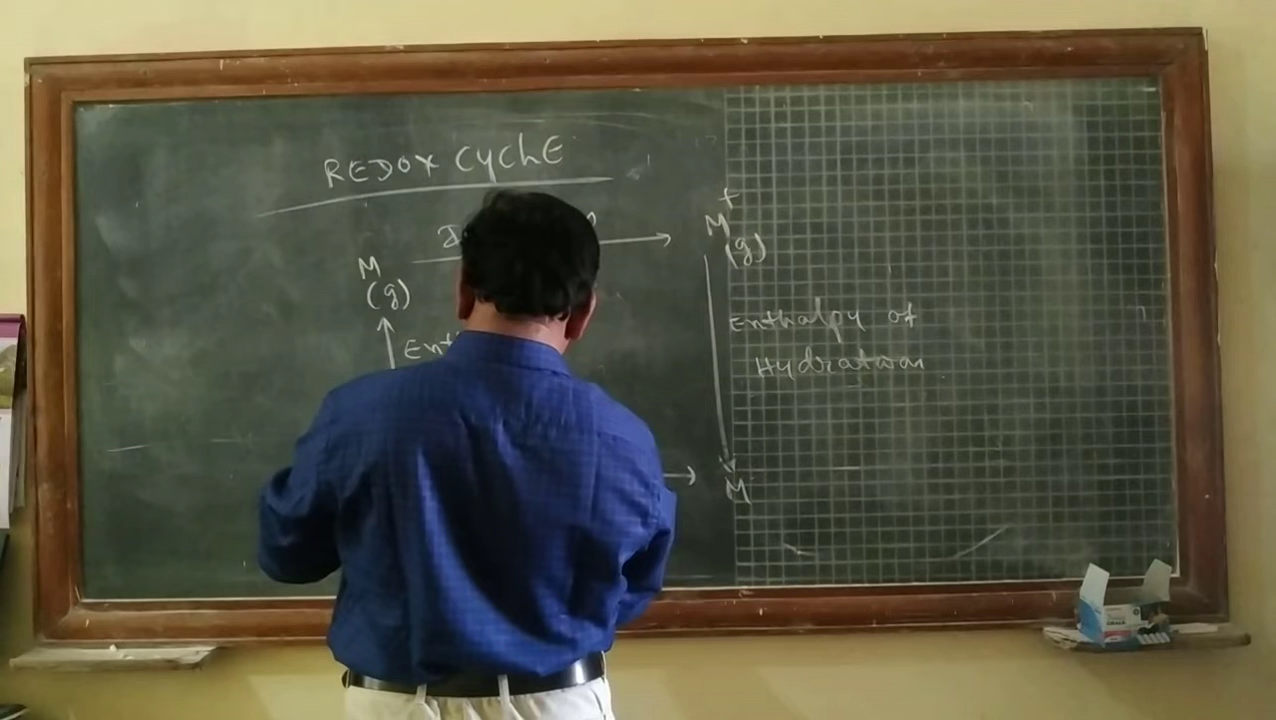 REDOX CYCLE
M+
(g)
M
(g)
Enthalpy of
Hydration
M